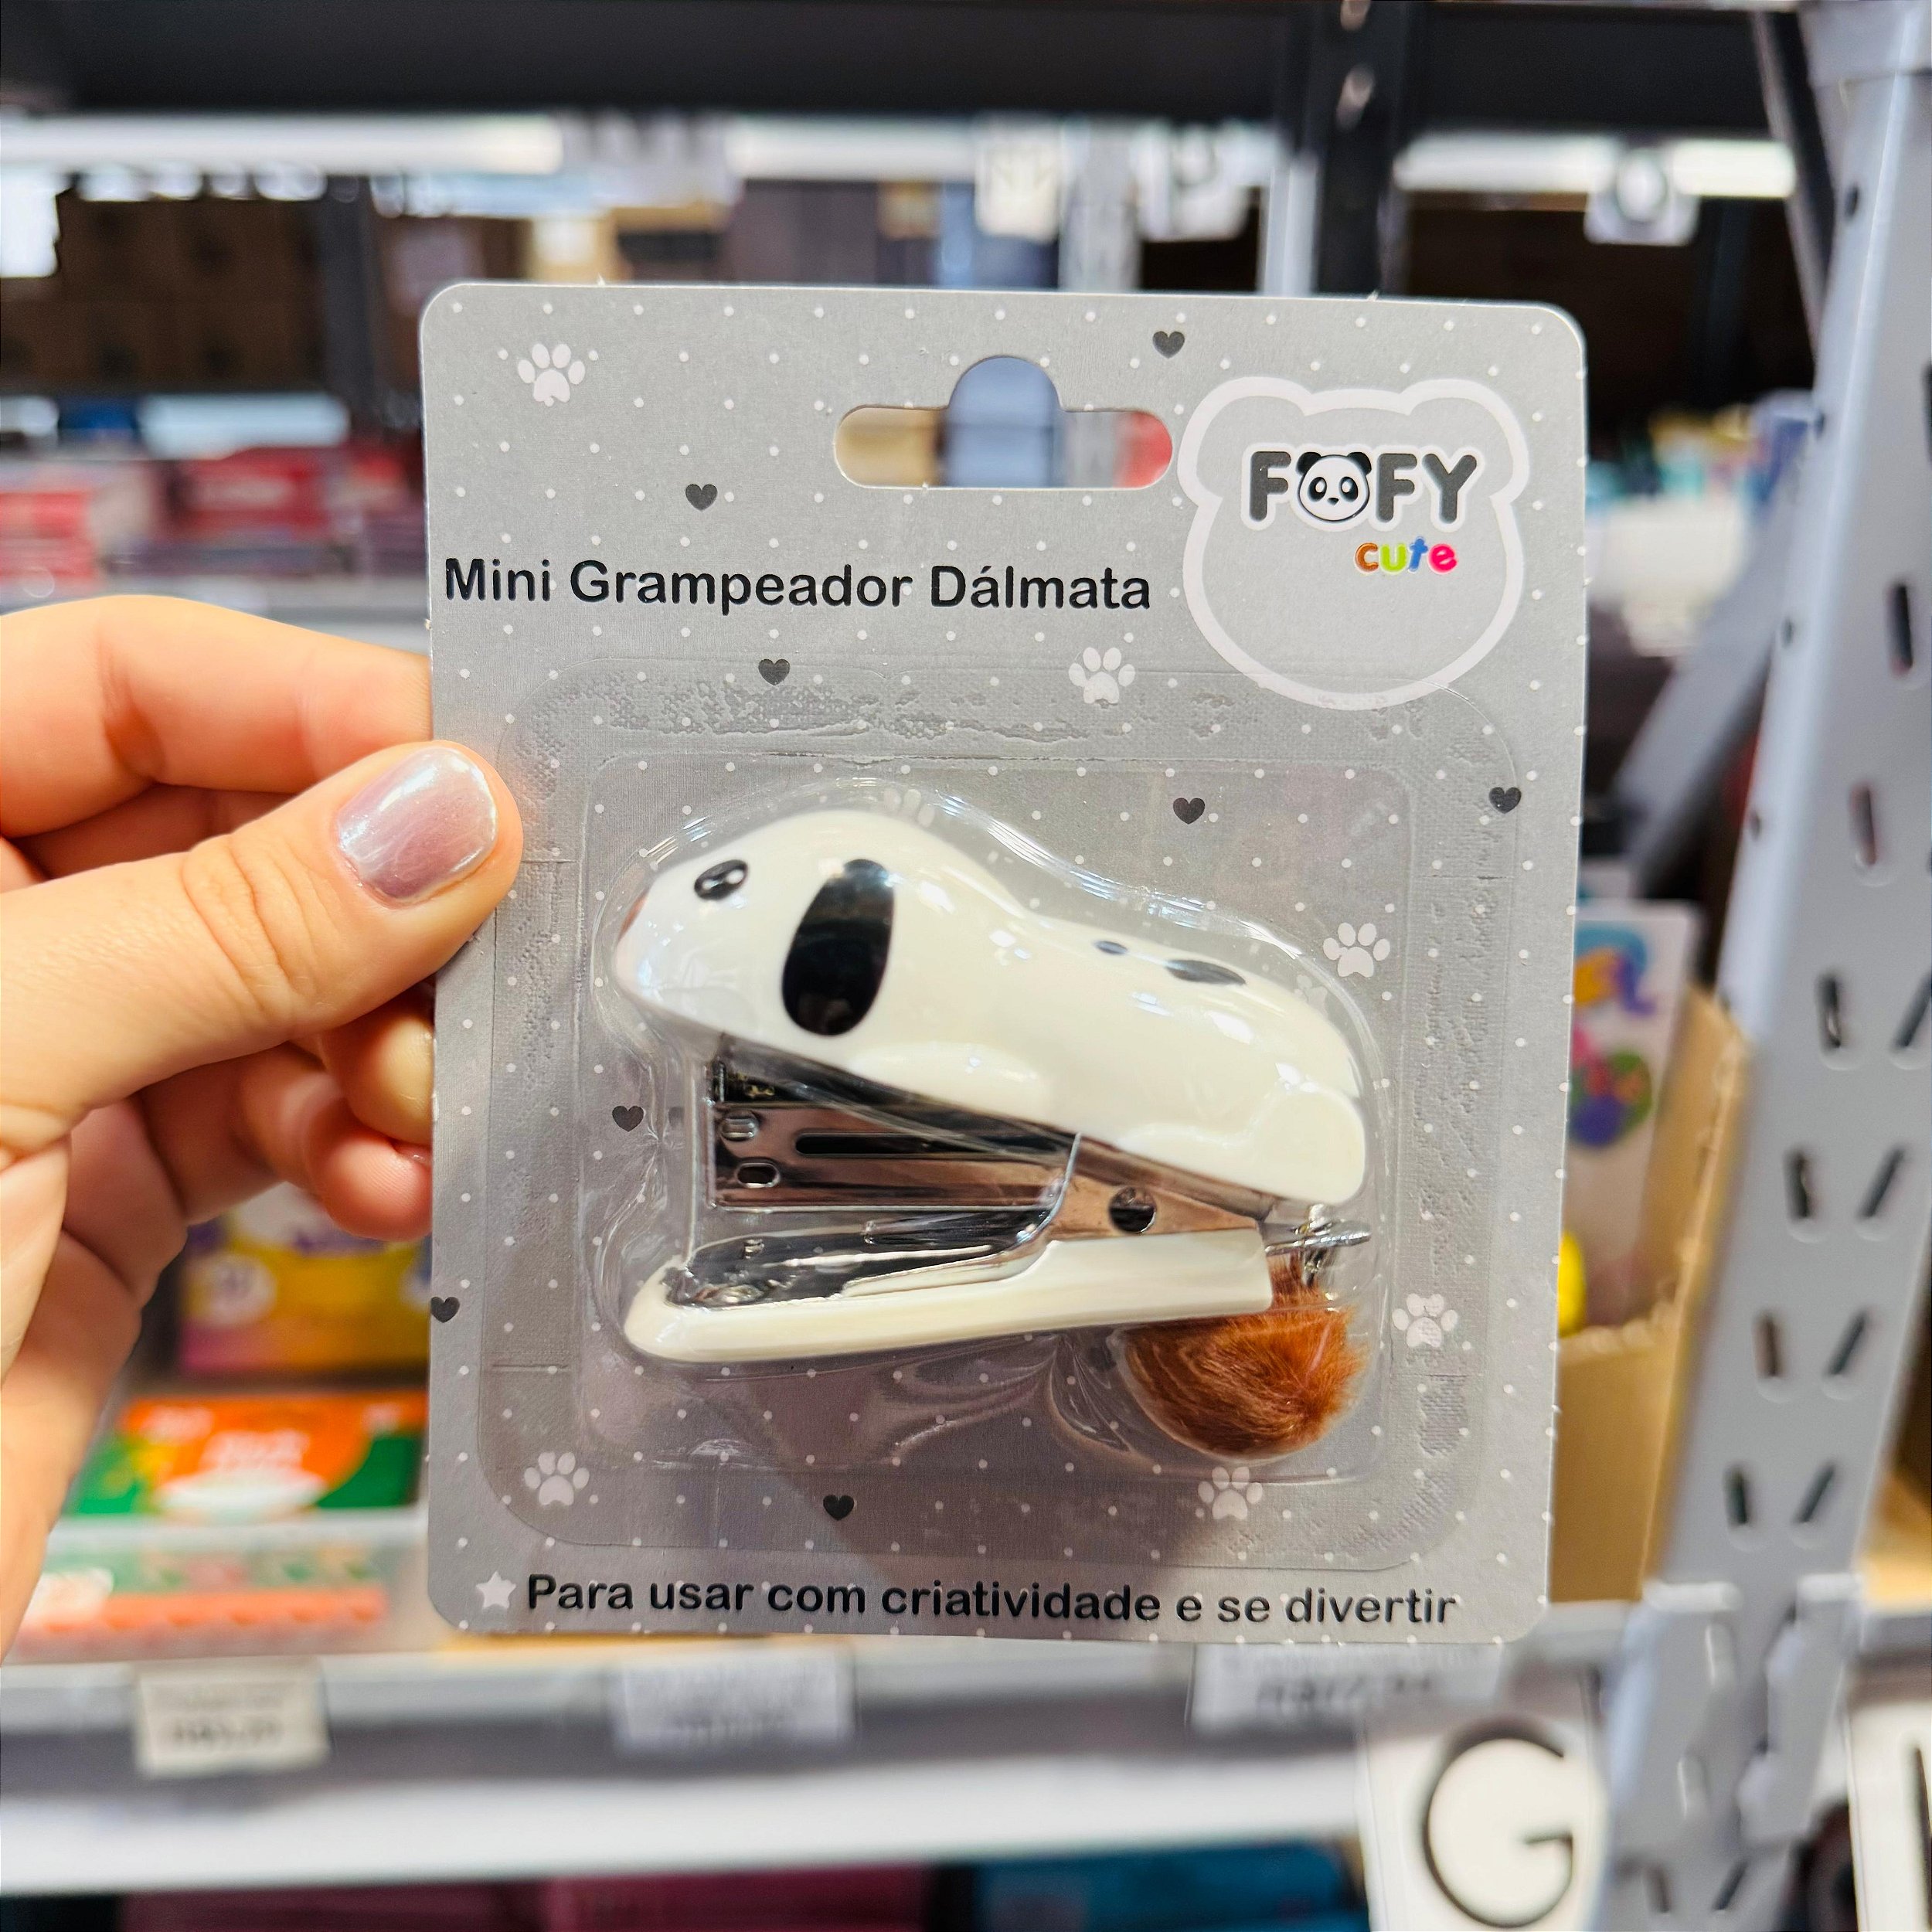 FOFY
cute
Mini Grampeador Dálmata
Para usar com criatividade e se divertir
G